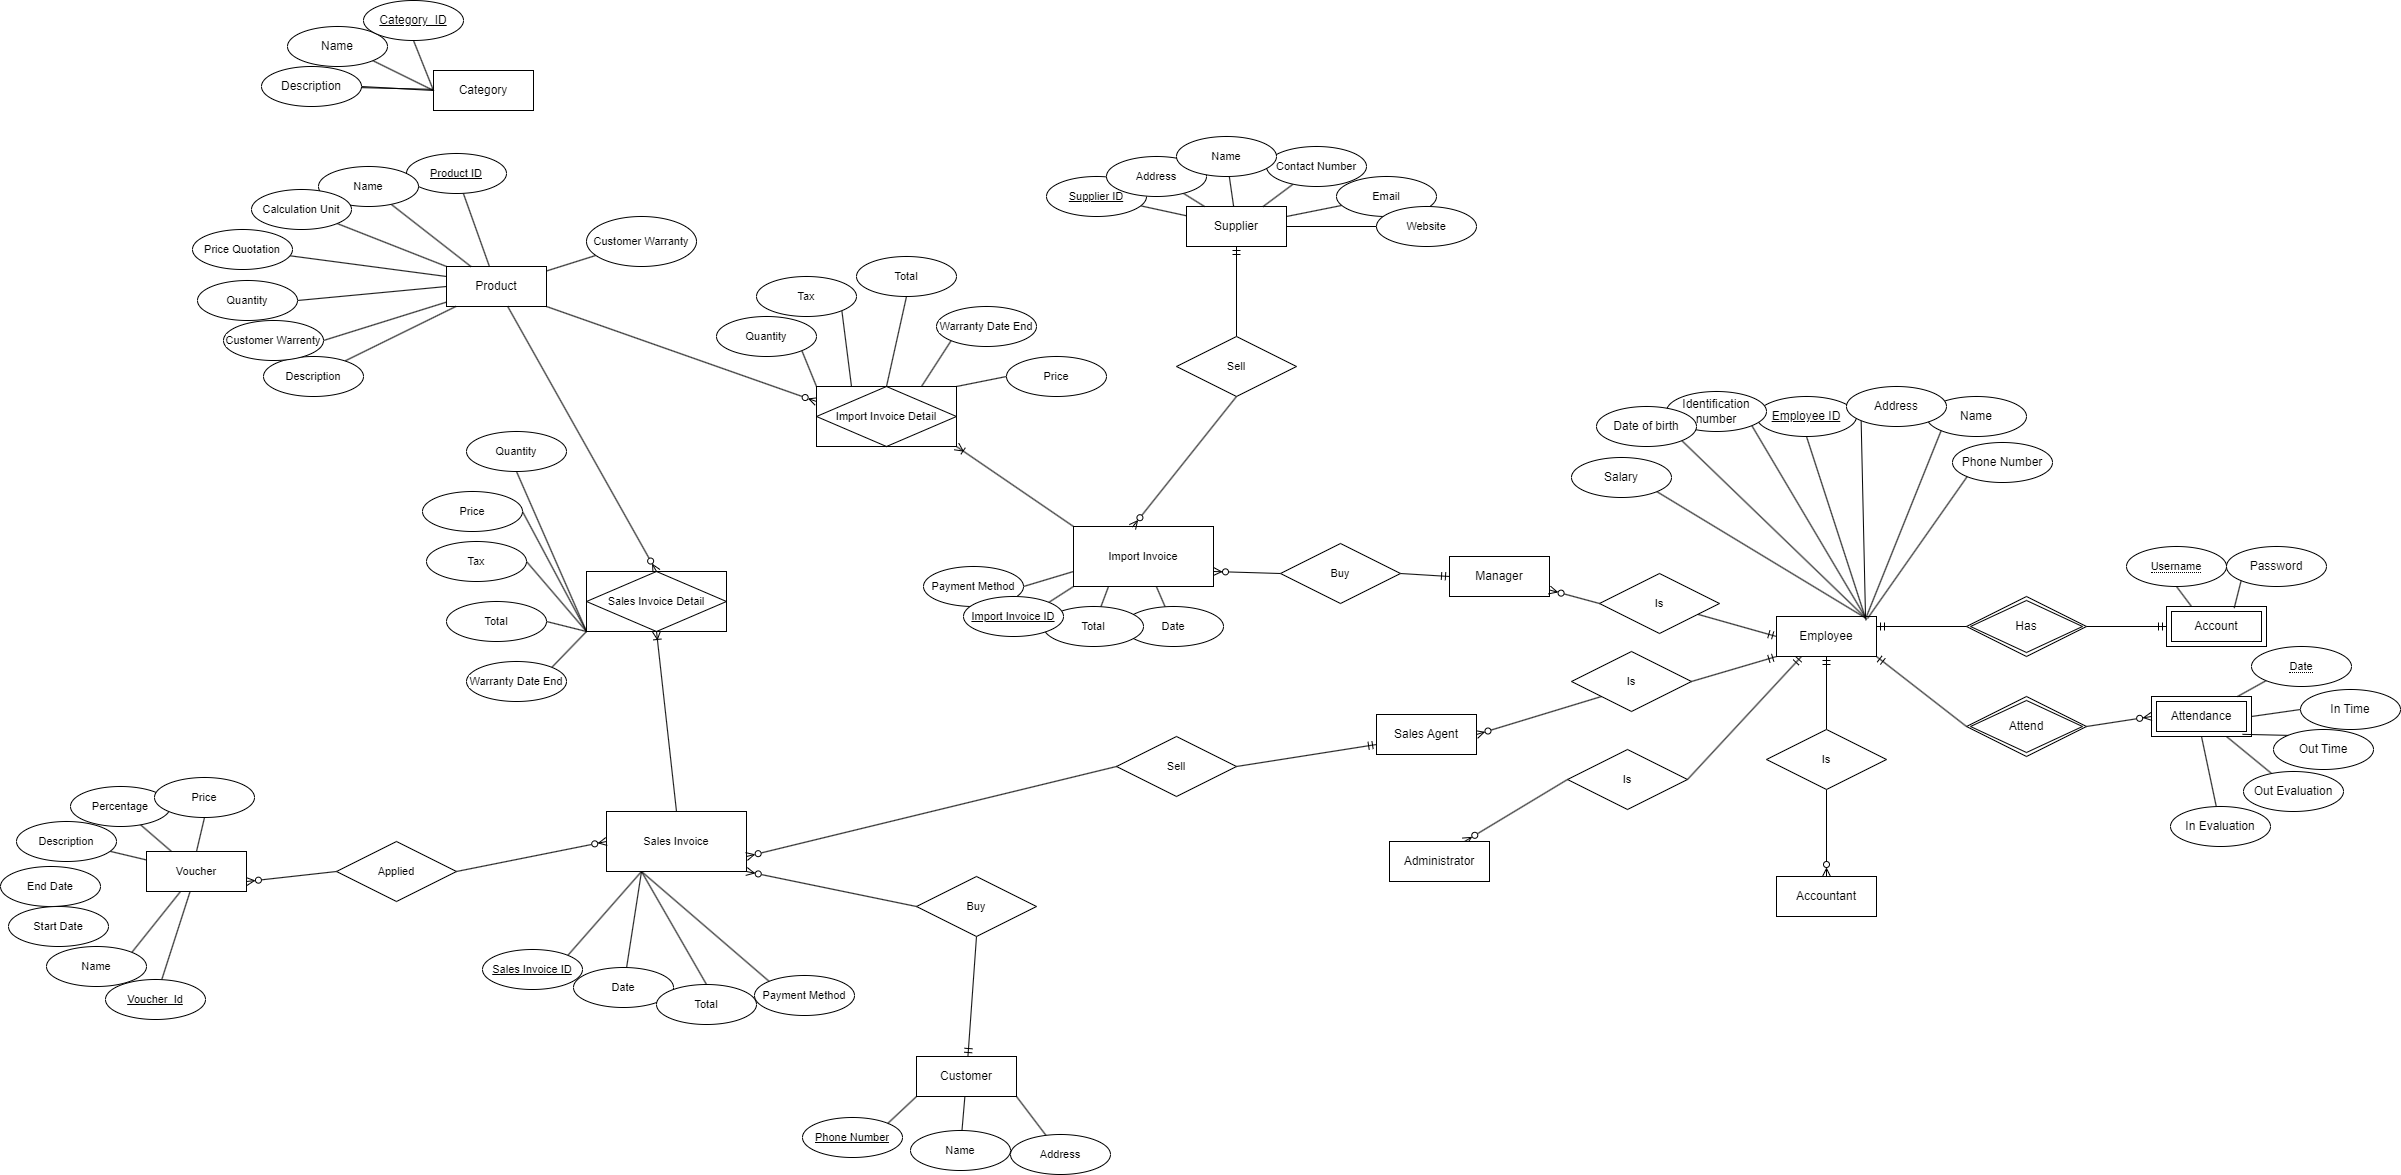 Category_ID
Name
Description
Category
Product ID
Name
Calculation Unit
Price Quotation
Quantity
Customer Warrenty
Description
Product
Customer Warranty
Supplier ID
Address
Name
Contact Number
Email
Website
Supplier
Sell
Quantity
Tax
Total
Warranty Date End
Price
Import Invoice Detail
Quantity
Price
Tax
Total
Warranty Date End
Sales Invoice Detail
Import Invoice
Payment Method
Import Invoice ID
Total
Date
Buy
Manager
Is
Salary
Date of birth
Identification
number
Employee ID
Address
Name
Phone Number
Employee
Has
Username
Password
Account
Attend
Attendance
Date
In Time
Out Time
Out Evaluation
In Evaluation
Is
Sales Agent
Sell
Is
Administrator
Is
Accountant
Percentage
Price
Description
End Date
Start Date
Name
Voucher_Id
Voucher
Applied
Sales Invoice
Sales Invoice ID
Date
Total
Payment Method
Buy
Customer
Phone Number
Name
Address